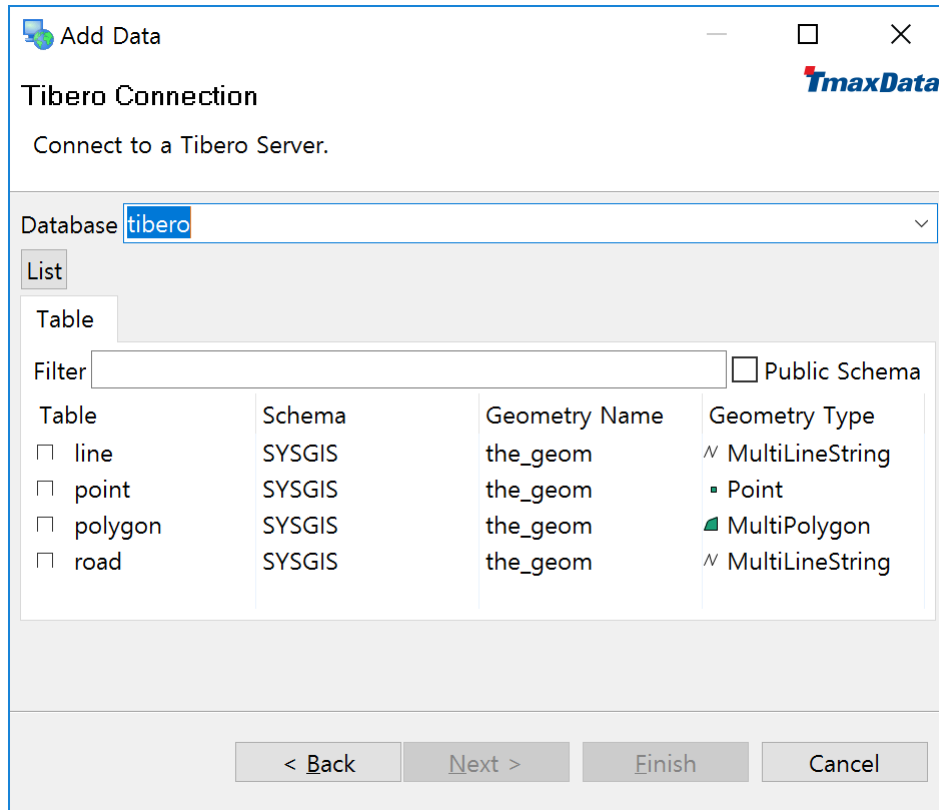 Add Data
TmaxData
Tibero Connection
Connect to a Tibero Server.
Database tibero
List
Table
Filter Public Schema
Table Schema Geometry Name Geometry Type
line SYSGIS the_geom MultiLineString
point SYSGIS the_geom Point
polygon SYSGIS the_geom MultiPolygon
road SYSGIS the_geom MultiLineString
< Back Next > Finish Cancel